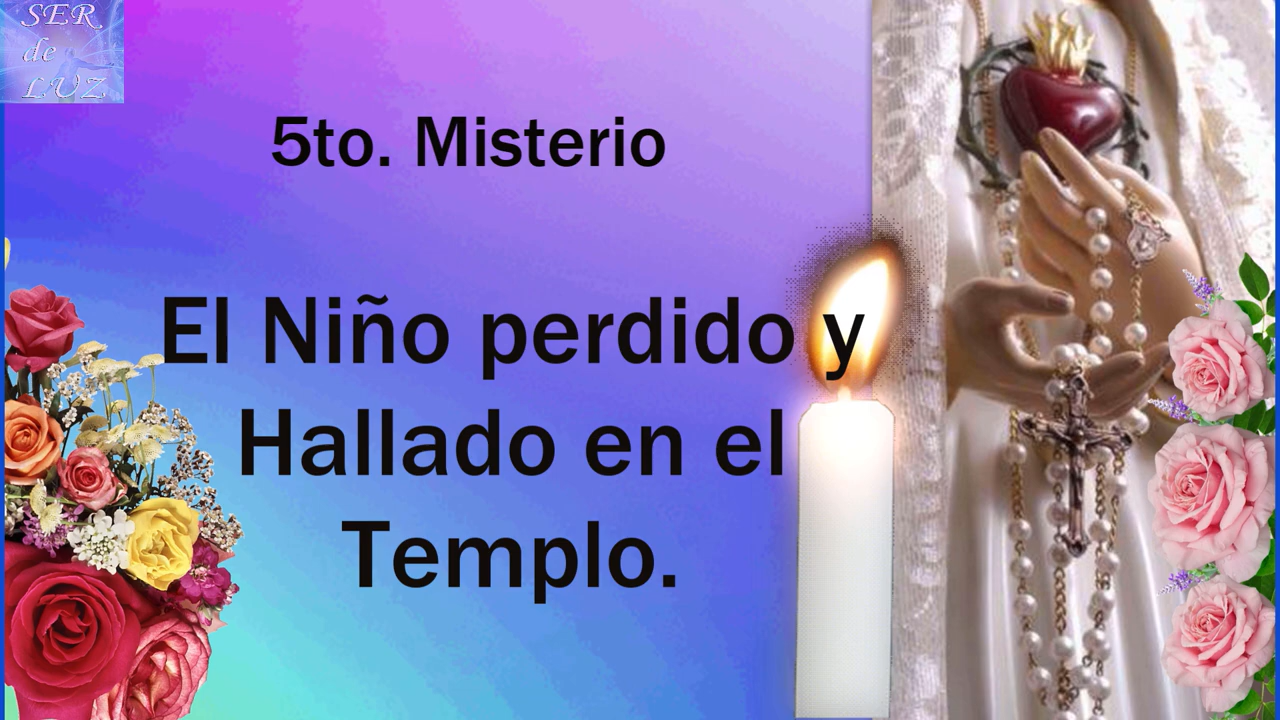 SER
de
LUZ
5to. Misterio
El Niño perdido y
Hallado en el
Templo.